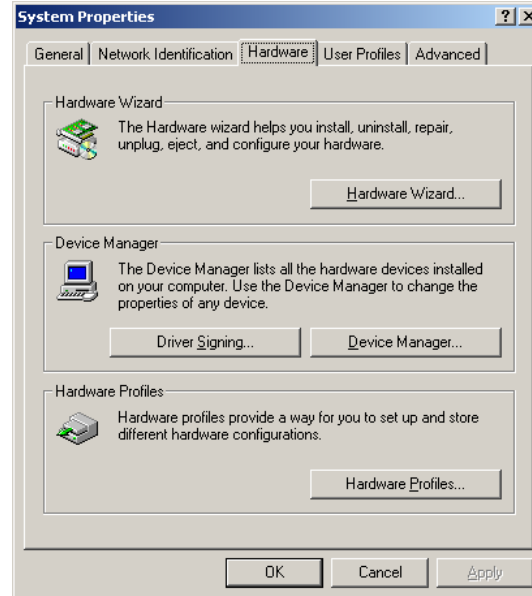 System Properties
General
Network Identification
Hardware
User Profiles
Advanced
Hardware Wizard
The Hardware wizard helps you install, uninstall, repair,
unplug, eject, and configure your hardware.
Hardware Wizard...
Device Manager
The Device Manager lists all the hardware devices installed
on your computer. Use the Device Manager to change the
properties of any device.
Driver Signing...
Device Manager...
Hardware Profiles
Hardware profiles provide a way for you to set up and store
different hardware configurations.
Hardware Profiles...
OK
Cancel
Apply